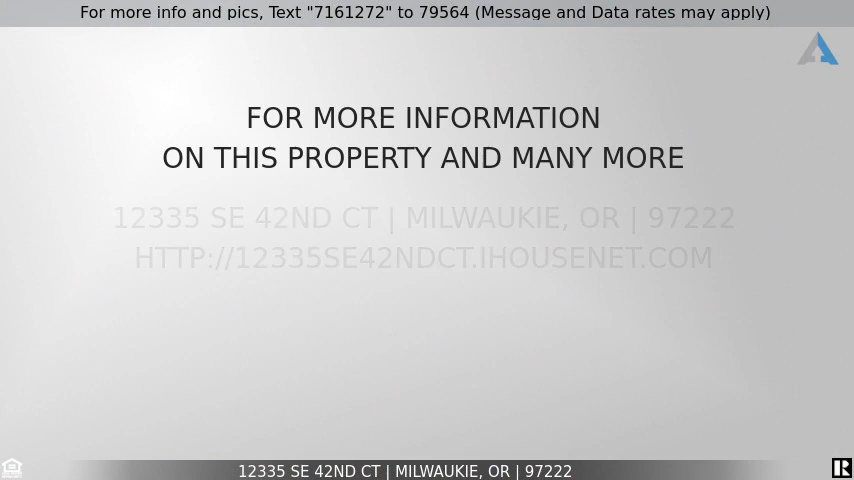 For more info and pics, Text "7161272" to 79564 (Message and Data rates may apply)
FOR MORE INFORMATION
ON THIS PROPERTY AND MANY MORE
12335 SE 42ND CT | MILWAUKIE, OR | 97222
HTTP://12335SE42NDCT.IHOUSENET.COM
12335 SE 42ND CT | MILWAUKIE, OR | 97222